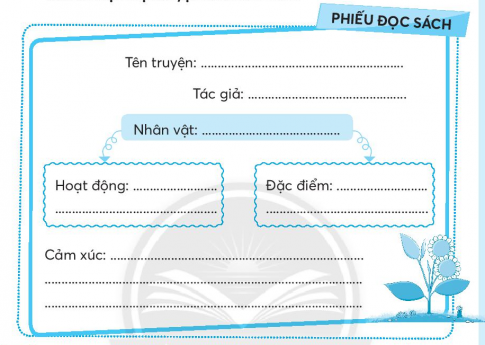 PHIẾU ĐỌC SÁCH
Tên truyện: ............................................................
Tác giả: ................................................
Nhân vật: ..........................................
Hoạt động: .........................
Đặc điểm: ...........................
.................................................
.................................................
Cảm xúc: ............................................................................
...............................................................................................
...............................................................................................